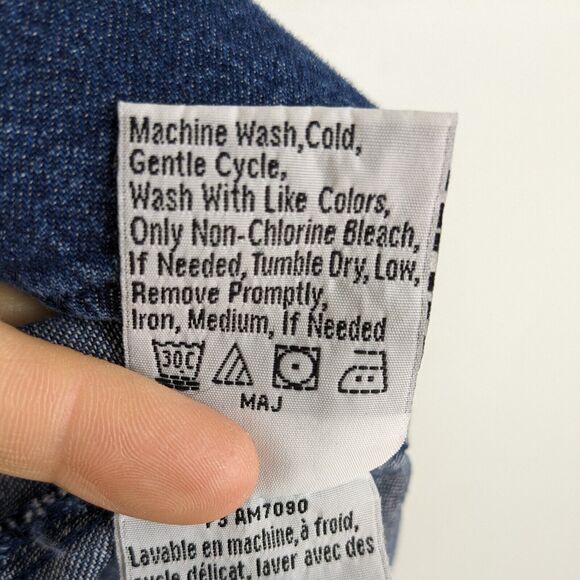 Machine Wash,Cold,
Gentle Cycle,
Wash With Like Colors,
Only Non-Chlorine Bleach,
If Needed, Tumble Dry, Low,
Remove Promptly,
Iron, Medium, If Needed
30C
MAJ
AM7090
Lavable en machine, à froid,
délicat, laver avec des